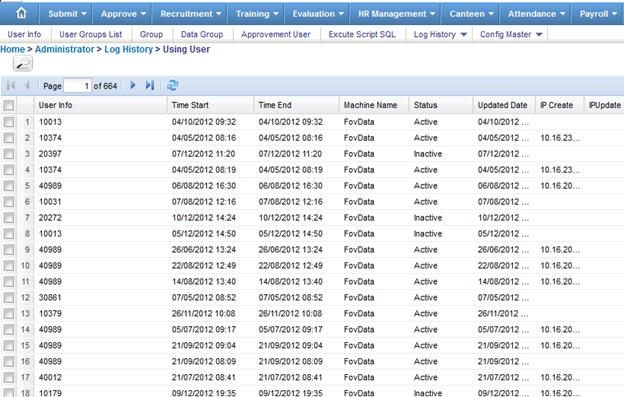 Submit Approve Recruitment Training Evaluation HR Management Canteen Attendance Payroll
User Info User Groups List Group Data Group Approvement User Excute Script SQL Log History Config Master
Home > Administrator > Log History > Using User
Page 1 of 664
User Info Time Start Time End Machine Name Status Updated Date IP Create IPUpdate
1 10013 04/10/2012 09:32 04/10/2012 09:32 FovData Active 04/10/2012 ...
2 10374 04/05/2012 08:16 04/05/2012 08:16 FovData Active 04/05/2012 ... 10.16.23...
3 20397 07/12/2012 11:20 07/12/2012 11:20 FovData Inactive 07/12/2012 ...
4 10374 04/05/2012 08:19 04/05/2012 08:19 FovData Active 04/05/2012 ... 10.16.23...
5 40989 06/08/2012 16:30 06/08/2012 16:30 FovData Active 06/08/2012 ... 10.16.20...
6 10031 07/08/2012 12:16 07/08/2012 12:16 FovData Active 07/08/2012 ...
7 20272 10/12/2012 14:24 10/12/2012 14:24 FovData Inactive 10/12/2012 ...
8 10013 05/12/2012 14:50 05/12/2012 14:50 FovData Inactive 05/12/2012 ...
9 40989 26/06/2012 13:24 26/06/2012 13:24 FovData Active 26/06/2012 ... 10.16.20...
10 40989 22/08/2012 12:49 22/08/2012 12:49 FovData Active 22/08/2012 ... 10.16.20...
11 40989 14/08/2012 13:40 14/08/2012 13:40 FovData Active 14/08/2012 ... 10.16.20...
12 30861 07/05/2012 08:52 07/05/2012 08:52 FovData Active 07/05/2012 ...
13 10379 26/11/2012 10:08 26/11/2012 10:08 FovData Active 26/11/2012 ...
14 40989 05/07/2012 09:17 05/07/2012 09:17 FovData Active 05/07/2012 ... 10.16.20...
15 40989 21/09/2012 09:04 21/09/2012 09:04 FovData Active 21/09/2012 ... 10.16.20...
16 40989 21/09/2012 08:09 21/09/2012 08:09 FovData Active 21/09/2012 ...
17 40012 21/07/2012 08:41 21/07/2012 08:41 FovData Active 21/07/2012 ... 10.16.20...
18 10179 09/12/2012 19:35 09/12/2012 19:35 FovData Inactive 09/12/2012 ... 10.16.20...